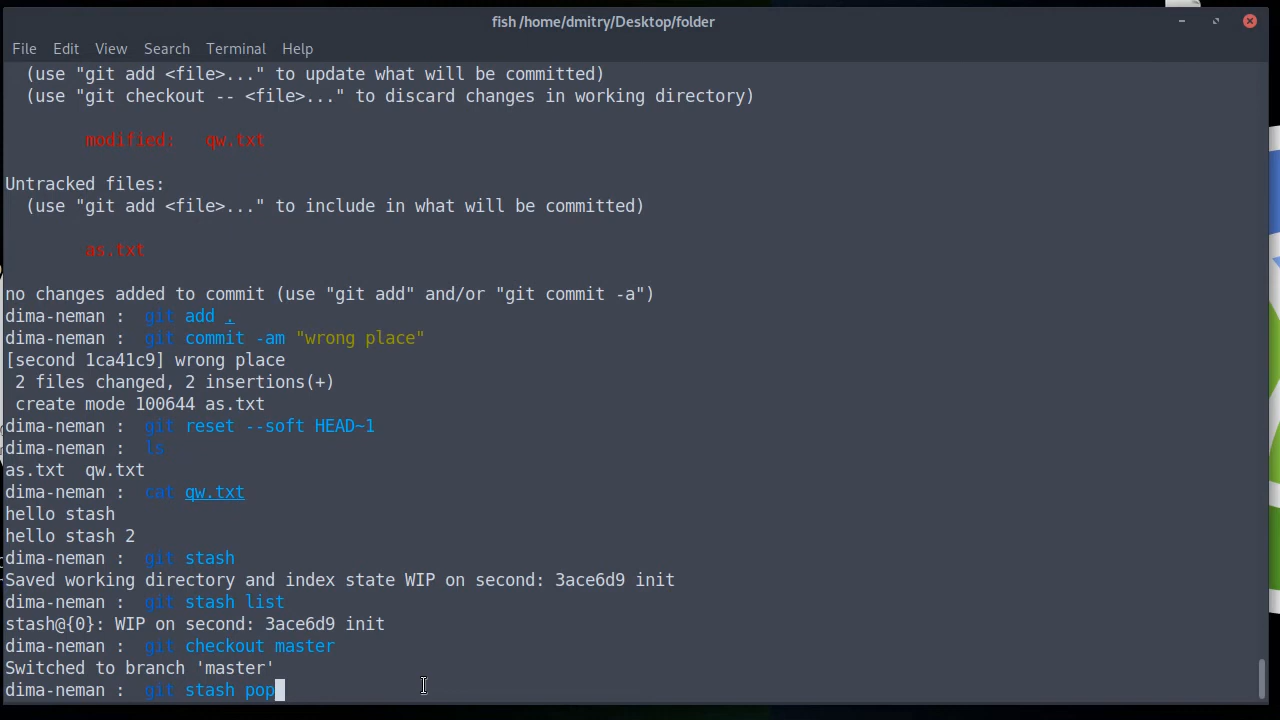 fish /home/dmitry/Desktop/folder
File Edit View Search Terminal Help
(use "git add <file>..." to update what will be committed)
(use "git checkout -- <file>..." to discard changes in working directory)
modified: qw.txt
Untracked files:
(use "git add <file>..." to include in what will be committed)
as.txt
no changes added to commit (use "git add" and/or "git commit -a")
dima-neman : git add .
dima-neman : git commit -am "wrong place"
[second 1ca41c9] wrong place
2 files changed, 2 insertions(+)
create mode 100644 as.txt
dima-neman : git reset --soft HEAD~1
dima-neman : ls
as.txt qw.txt
dima-neman : cat qw.txt
hello stash
hello stash 2
dima-neman : git stash
Saved working directory and index state WIP on second: 3ace6d9 init
dima-neman : git stash list
stash@{0}: WIP on second: 3ace6d9 init
dima-neman : git checkout master
Switched to branch 'master'
dima-neman : git stash pop